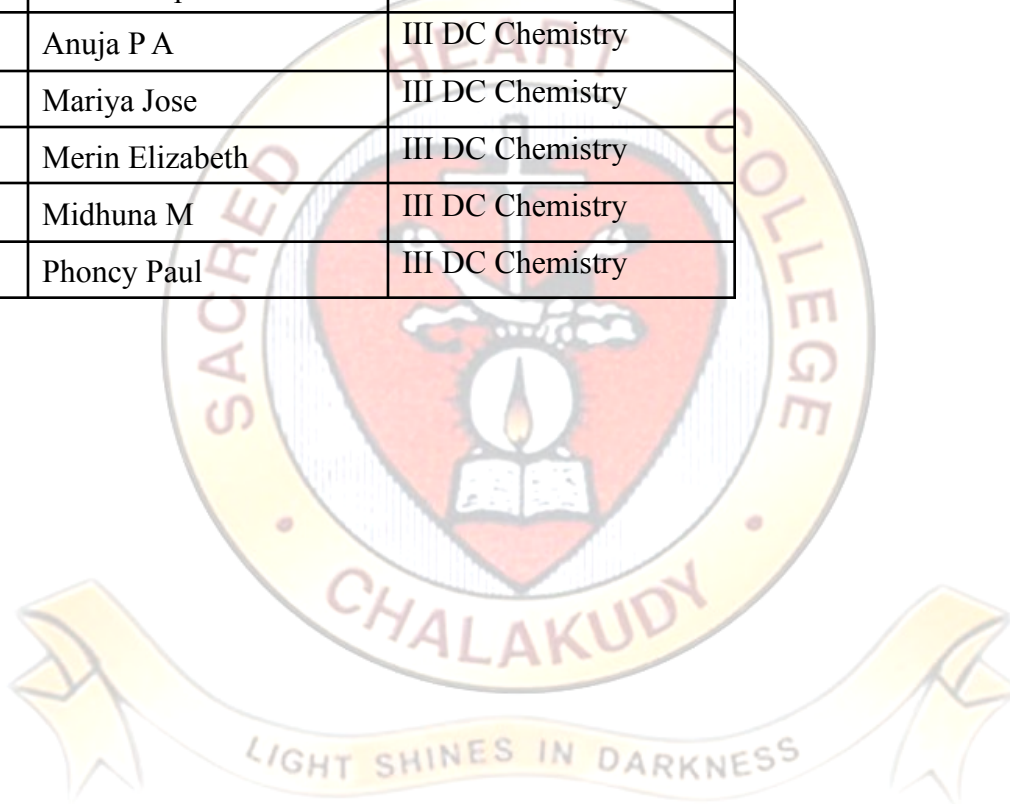 Anuja P A III DC Chemistry
Mariya Jose III DC Chemistry
Merin Elizabeth III DC Chemistry
Midhuna M III DC Chemistry
Phoncy Paul III DC Chemistry
SACRED HEART COLLEGE
CHALAKUDY
LIGHT SHINES IN DARKNESS